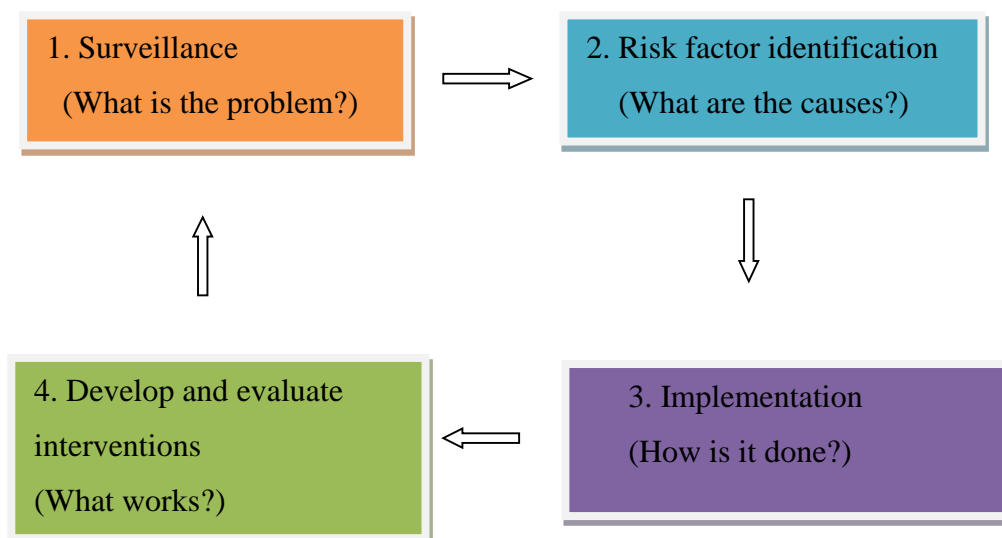 1. Surveillance
(What is the problem?)
2. Risk factor identification
(What are the causes?)
3. Implementation
(How is it done?)
4. Develop and evaluate
interventions
(What works?)